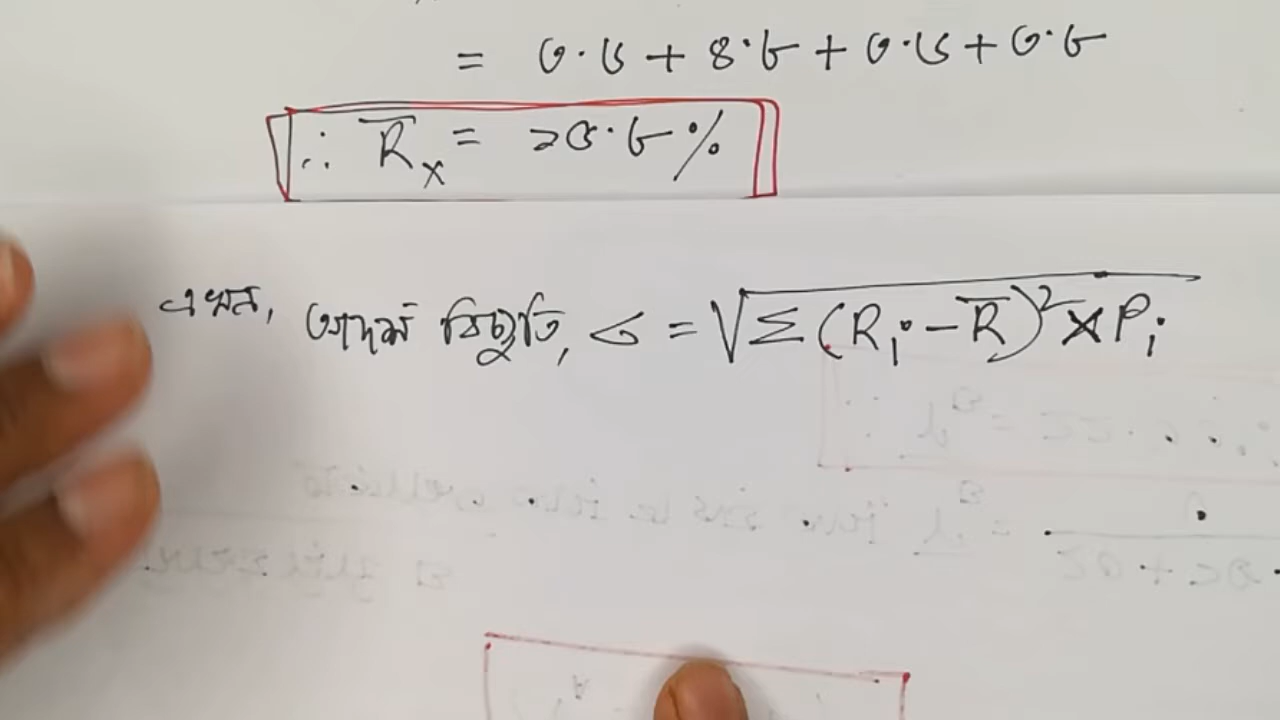 = ৩.৬ + ৪.৮ + ৩.৬ + ৩.৮
∴ R̅ₓ = ১৫.৮%
এখন, আদর্শ বিচ্যুতি, σ = √Σ(Rᵢ − R̅)² × Pᵢ